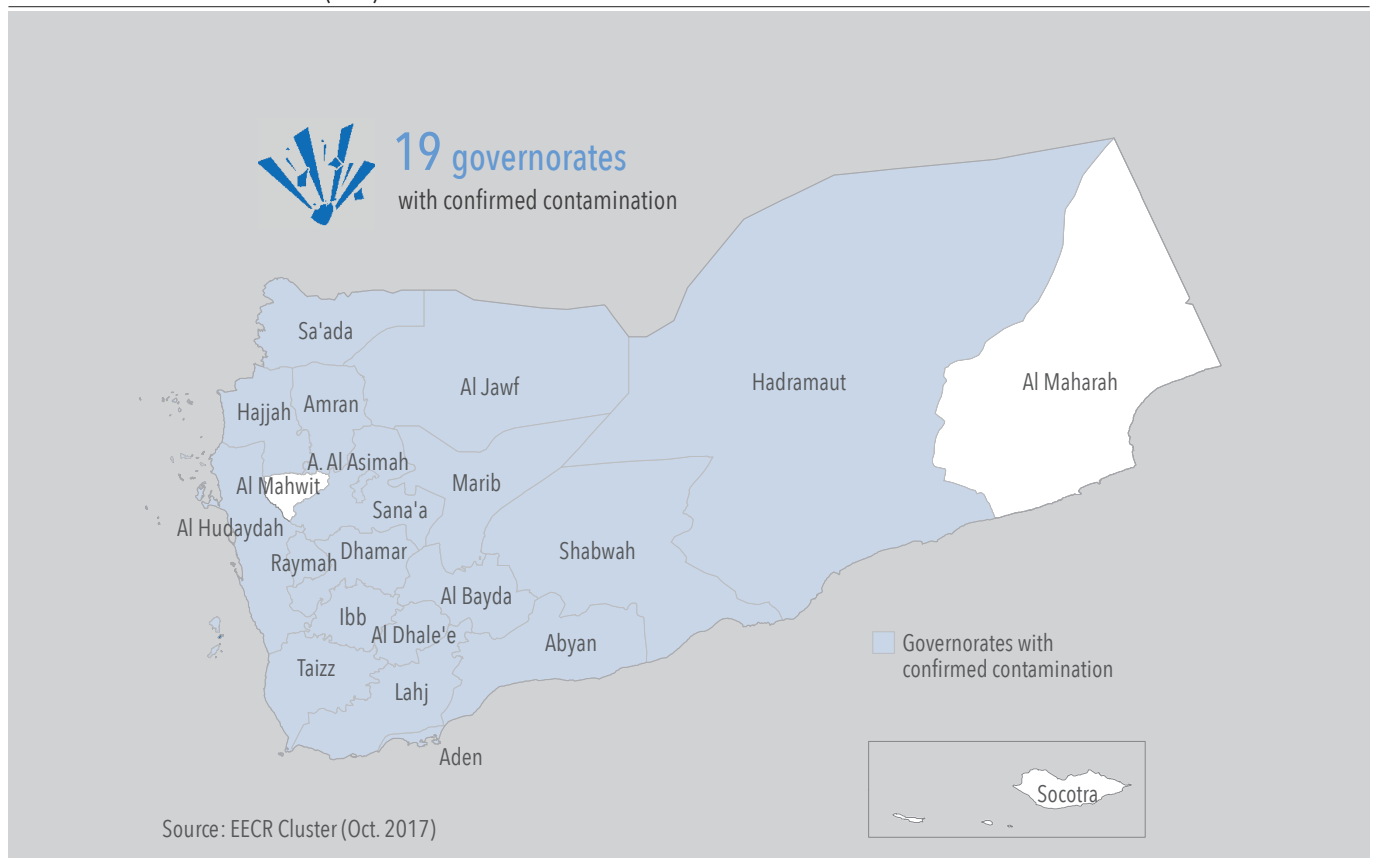 19 governorates
with confirmed contamination
Sa'ada
Al Jawf
Hadramaut
Al Maharah
Hajjah
Amran
A. Al Asimah
Al Mahwit
Marib
Sana'a
Al Hudaydah
Dhamar
Shabwah
Raymah
Al Bayda
Ibb
Al Dhale'e
Abyan
Governorates with
confirmed contamination
Taizz
Lahj
Aden
Socotra
Source: EECR Cluster (Oct. 2017)